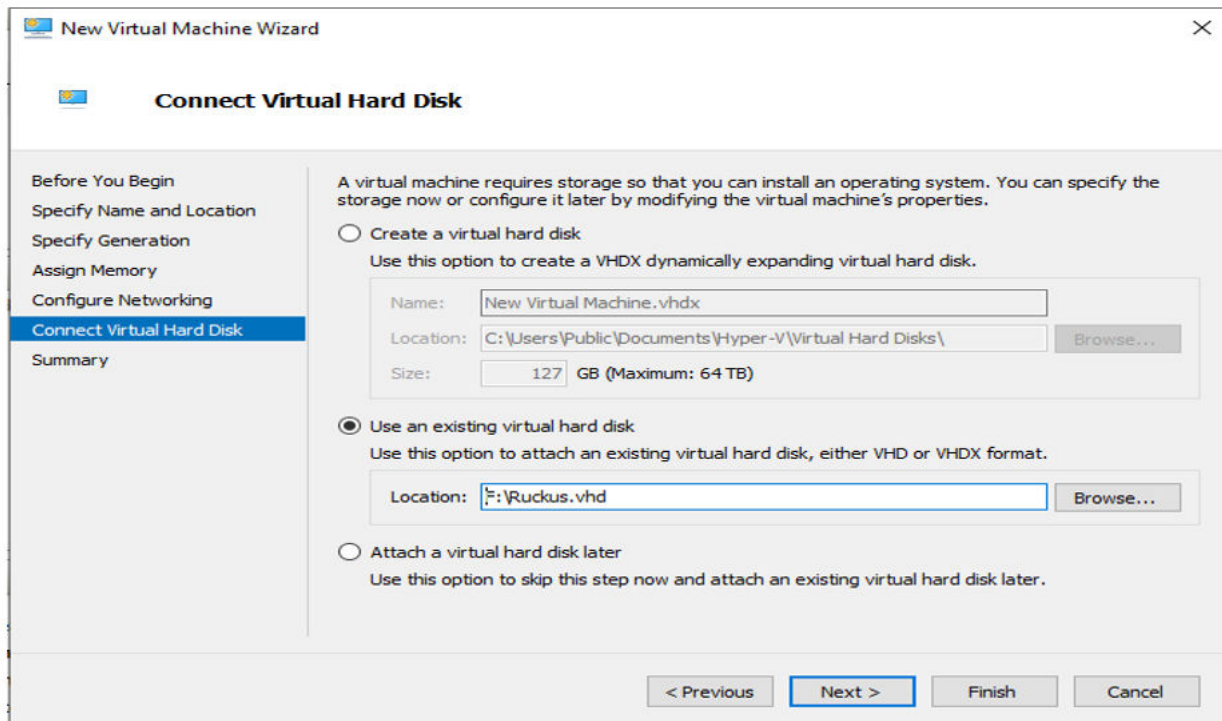 New Virtual Machine Wizard
Connect Virtual Hard Disk
Before You Begin
Specify Name and Location
Specify Generation
Assign Memory
Configure Networking
Connect Virtual Hard Disk
Summary
A virtual machine requires storage so that you can install an operating system. You can specify the
storage now or configure it later by modifying the virtual machine's properties.
Create a virtual hard disk
Use this option to create a VHDX dynamically expanding virtual hard disk.
Name: New Virtual Machine.vhdx
Location: C:\Users\Public\Documents\Hyper-V\Virtual Hard Disks\ Browse...
Size: 127 GB (Maximum: 64 TB)
Use an existing virtual hard disk
Use this option to attach an existing virtual hard disk, either VHD or VHDX format.
Location: F:\Ruckus.vhd Browse...
Attach a virtual hard disk later
Use this option to skip this step now and attach an existing virtual hard disk later.
< Previous Next > Finish Cancel